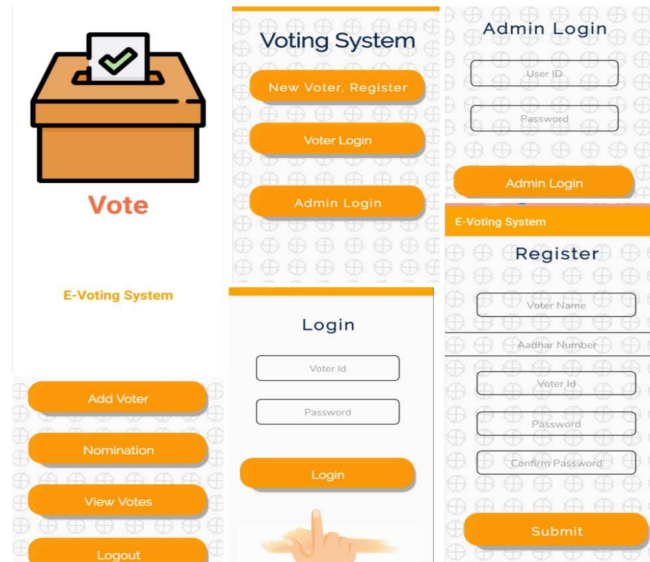 Vote
E-Voting System
Add Voter
Nomination
View Votes
Logout
Voting System
New Voter, Register
Voter Login
Admin Login
Login
Voter Id
Password
Login
Admin Login
User ID
Password
Admin Login
E-Voting System
Register
Voter Name
Aadhar Number
Voter Id
Password
Confirm Password
Submit